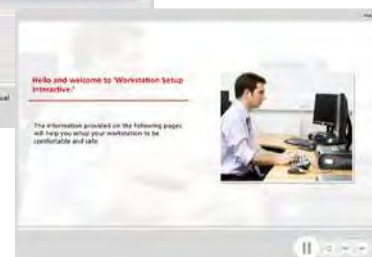 Hello and welcome to 'Workstation Setup
Interactive.'
The information provided on the following pages
will help you setup your workstation to be
comfortable and safe